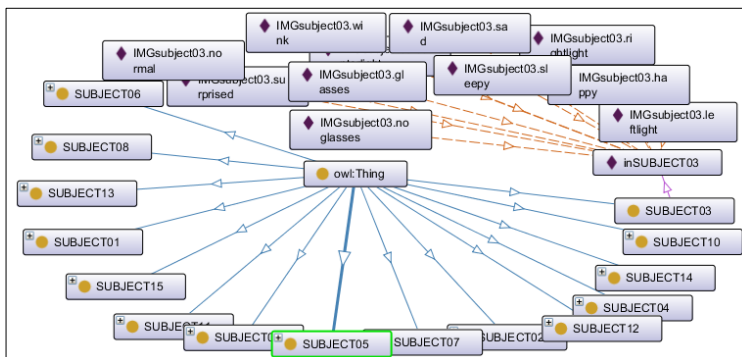 IMGsubject03.wi
nk
IMGsubject03.sa
d
IMGsubject03.ri
ghtlight
IMGsubject03.no
rmal
IMGsubject03.su
rprised
IMGsubject03.gl
asses
IMGsubject03.sl
eepy
IMGsubject03.ha
ppy
IMGsubject03.le
ftlight
IMGsubject03.no
glasses
SUBJECT06
SUBJECT08
SUBJECT13
SUBJECT01
SUBJECT15
owl:Thing
inSUBJECT03
SUBJECT03
SUBJECT10
SUBJECT14
SUBJECT04
SUBJECT12
SUBJECT05
SUBJECT07
SUBJECT02